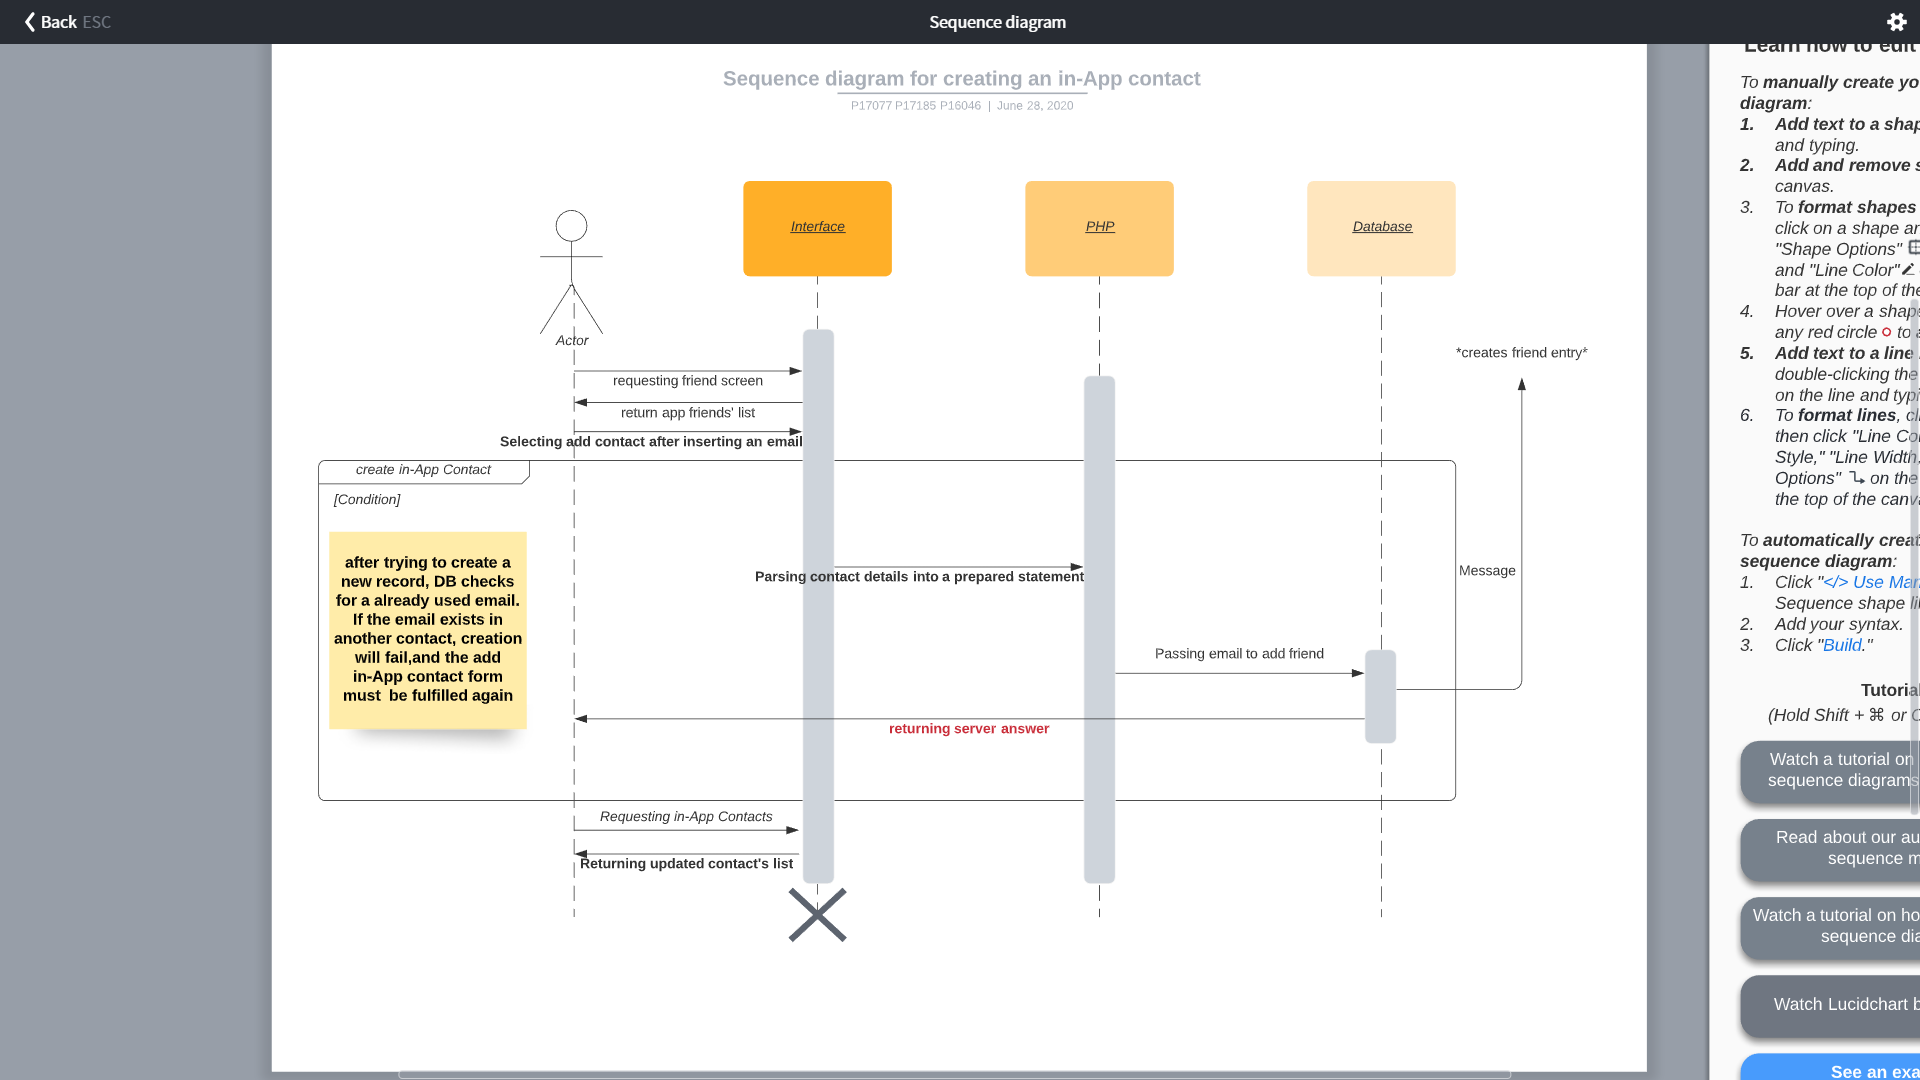 Back ESC
Sequence diagram
Sequence diagram for creating an in-App contact
P17077 P17185 P16046 | June 28, 2020
Interface
PHP
Database
Actor
*creates friend entry*
requesting friend screen
return app friends' list
Selecting add contact after inserting an email
create in-App Contact
[Condition]
after trying to create a
new record, DB checks
for a already used email.
If the email exists in
another contact, creation
will fail,and the add
in-App contact form
must be fulfilled again
Parsing contact details into a prepared statement
Message
Passing email to add friend
returning server answer
Requesting in-App Contacts
Returning updated contact's list
Learn how to edit
To manually create yo
diagram:
1. Add text to a shap
and typing.
2. Add and remove s
canvas.
3. To format shapes
click on a shape an
"Shape Options"
and "Line Color"
bar at the top of the
4. Hover over a shape
any red circle to a
5. Add text to a line
double-clicking the
on the line and typi
6. To format lines, cli
then click "Line Co
Style," "Line Width,
Options" on the
the top of the canva
To automatically creat
sequence diagram:
1. Click "</> Use Mar
Sequence shape li
2. Add your syntax.
3. Click "Build."
Tutorial
(Hold Shift + ⌘ or C
Watch a tutorial on
sequence diagrams
Read about our au
sequence m
Watch a tutorial on ho
sequence dia
Watch Lucidchart b
See an exa